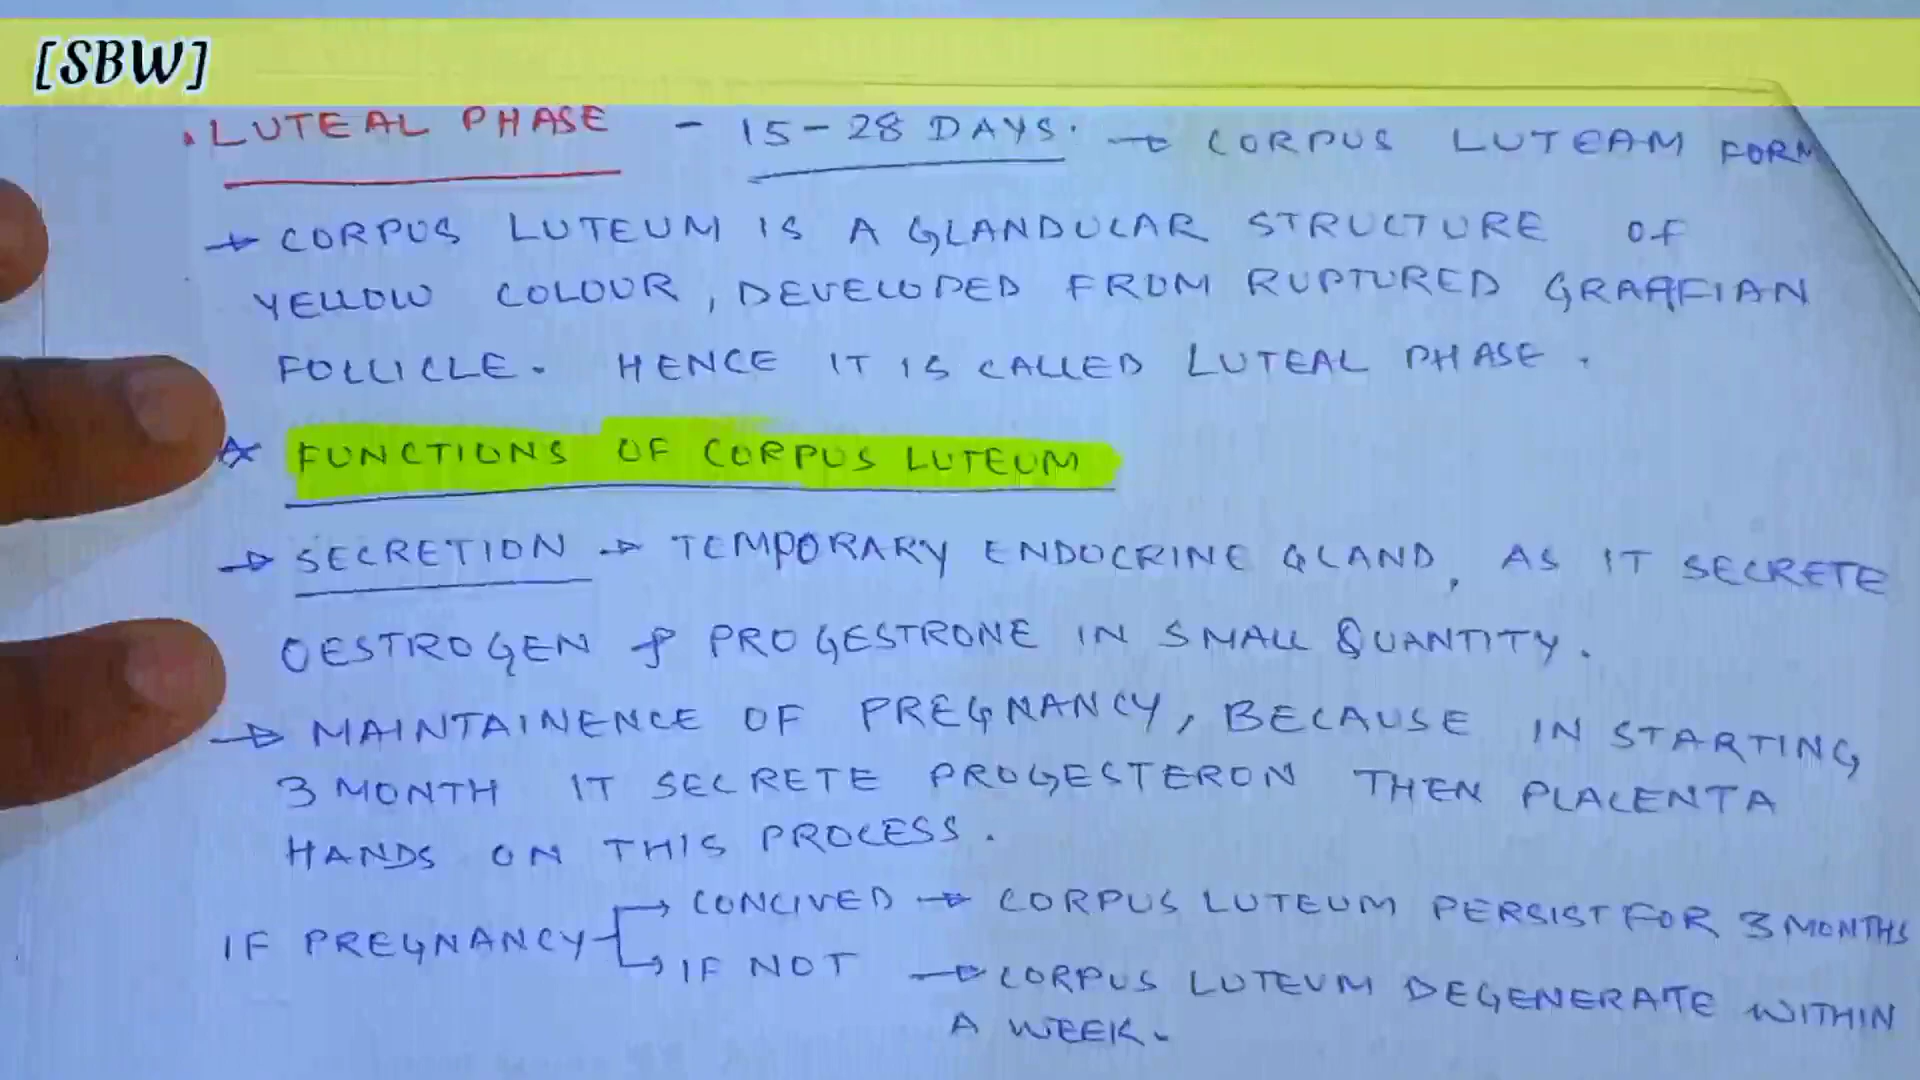 [SBW]
. LUTEAL PHASE - 15-28 DAYS. → CORPUS LUTEAM FORM
→ CORPUS LUTEUM IS A GLANDULAR STRUCTURE OF
YELLOW COLOUR, DEVELOPED FROM RUPTURED GRAAFIAN
FOLLICLE. HENCE IT IS CALLED LUTEAL PHASE.
* FUNCTIONS OF CORPUS LUTEUM
→ SECRETION → TEMPORARY ENDOCRINE GLAND, AS IT SECRETE
OESTROGEN & PROGESTRONE IN SMALL QUANTITY.
→ MAINTAINENCE OF PREGNANCY, BECAUSE IN STARTING
3 MONTH IT SECRETE PROGESTERON THEN PLACENTA
HANDS ON THIS PROCESS.
IF PREGNANCY → CONCIVED → CORPUS LUTEUM PERSIST FOR 3 MONTHS
→ IF NOT → CORPUS LUTEUM DEGENERATE WITHIN
A WEEK.